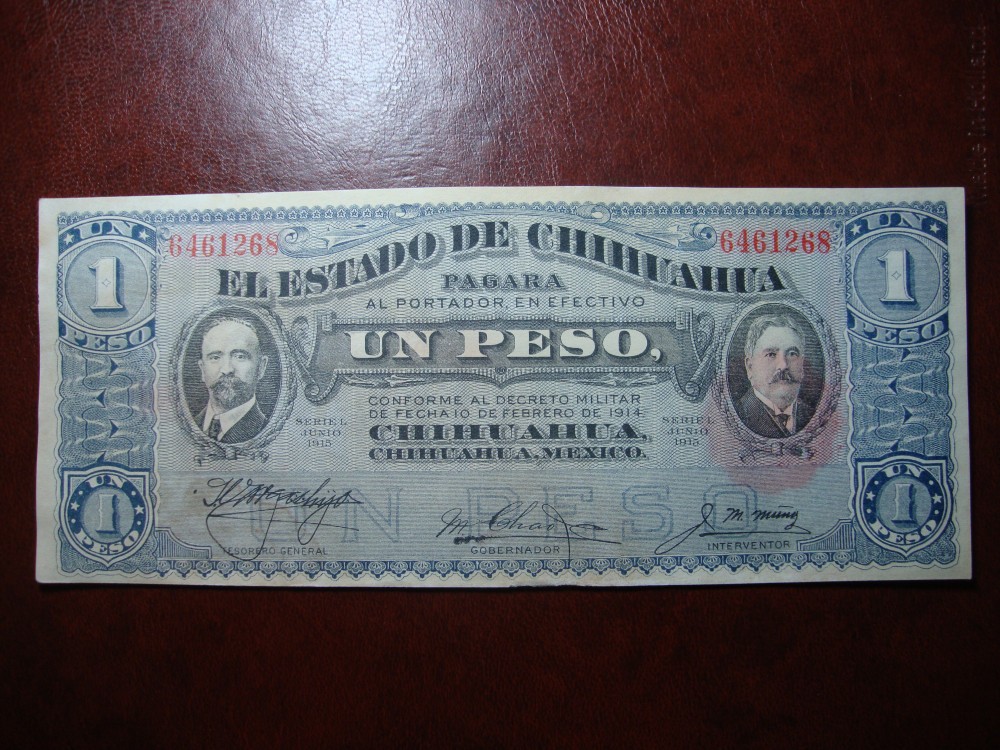 UN 1 PESO
6461268
6461268
UN 1 PESO
EL ESTADO DE CHIHUAHUA
PAGARA
AL PORTADOR, EN EFECTIVO
UN PESO,
CONFORME AL DECRETO MILITAR
DE FECHA 10 DE FEBRERO DE 1914
CHIHUAHUA,
CHIHUAHUA, MEXICO.
SERIE L
JUNIO
1915
SERIE L
JUNIO
1915
UN PESO
UN 1 PESO
TESORERO GENERAL
GOBERNADOR
INTERVENTOR
UN 1 PESO